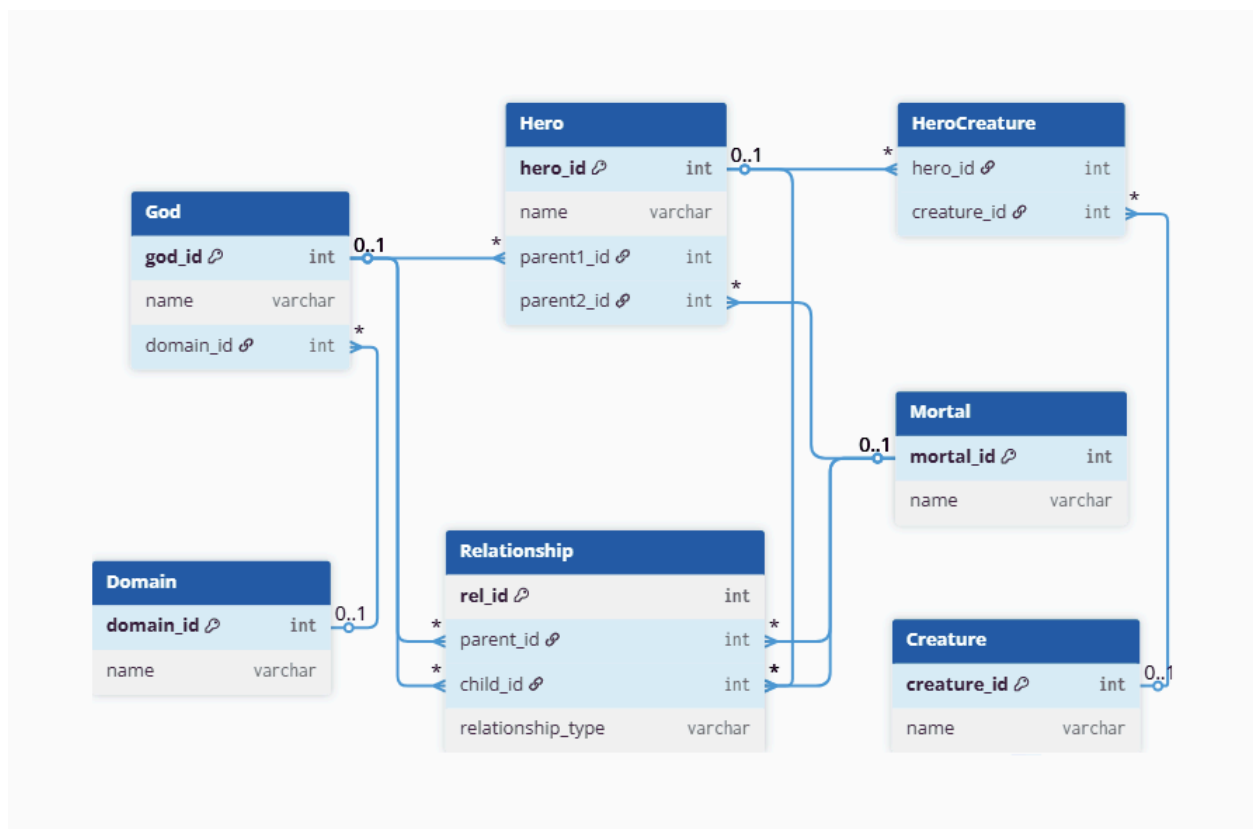 Hero
hero_id int
name varchar
parent1_id int
parent2_id int
0..1
*
*
HeroCreature
hero_id int
creature_id int
*
*
God
god_id int
name varchar
domain_id int
0..1
*
Mortal
mortal_id int
name varchar
0..1
Relationship
rel_id int
parent_id int
child_id int
relationship_type varchar
*
*
*
*
Domain
domain_id int
name varchar
0..1
Creature
creature_id int
name varchar
0..1